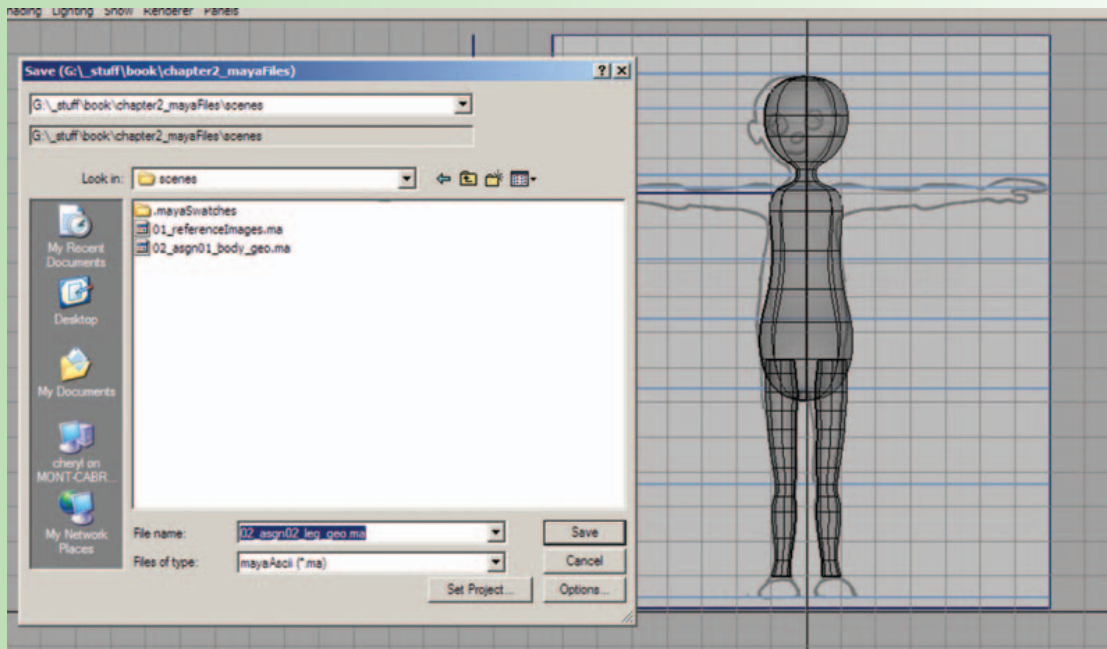 Lighting Show Renderer Panels
Save (G:\_stuff\book\chapter2_mayaFiles)
G:\_stuff\book\chapter2_mayaFiles\scenes
G:\_stuff\book\chapter2_mayaFiles\scenes
Look in: scenes
.mayaSwatches
01_referenceImages.ma
02_asgn01_body_geo.ma
My Recent
Documents
Desktop
My Documents
cheryl on
MONT-CABR...
My Network
Places
File name: 02_asgn02_leg_geo.ma Save
Files of type: mayaAscii (*.ma) Cancel
Set Project... Options...